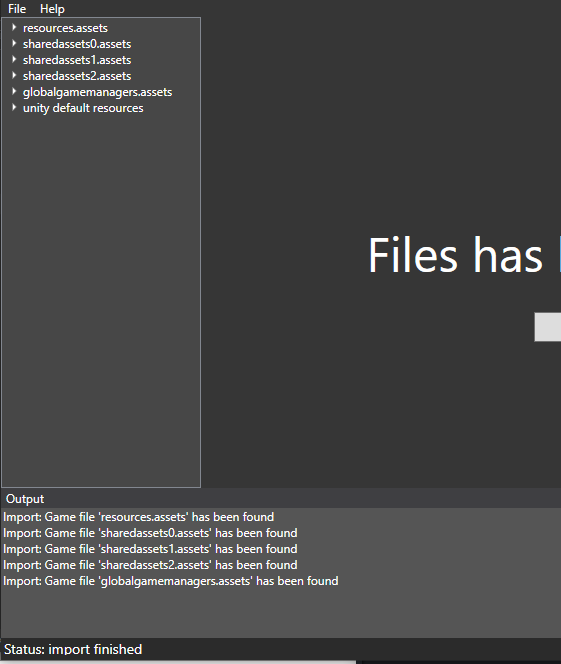 File Help
resources.assets
sharedassets0.assets
sharedassets1.assets
sharedassets2.assets
globalgamemanagers.assets
unity default resources
Files has
Output
Import: Game file 'resources.assets' has been found
Import: Game file 'sharedassets0.assets' has been found
Import: Game file 'sharedassets1.assets' has been found
Import: Game file 'sharedassets2.assets' has been found
Import: Game file 'globalgamemanagers.assets' has been found
Status: import finished